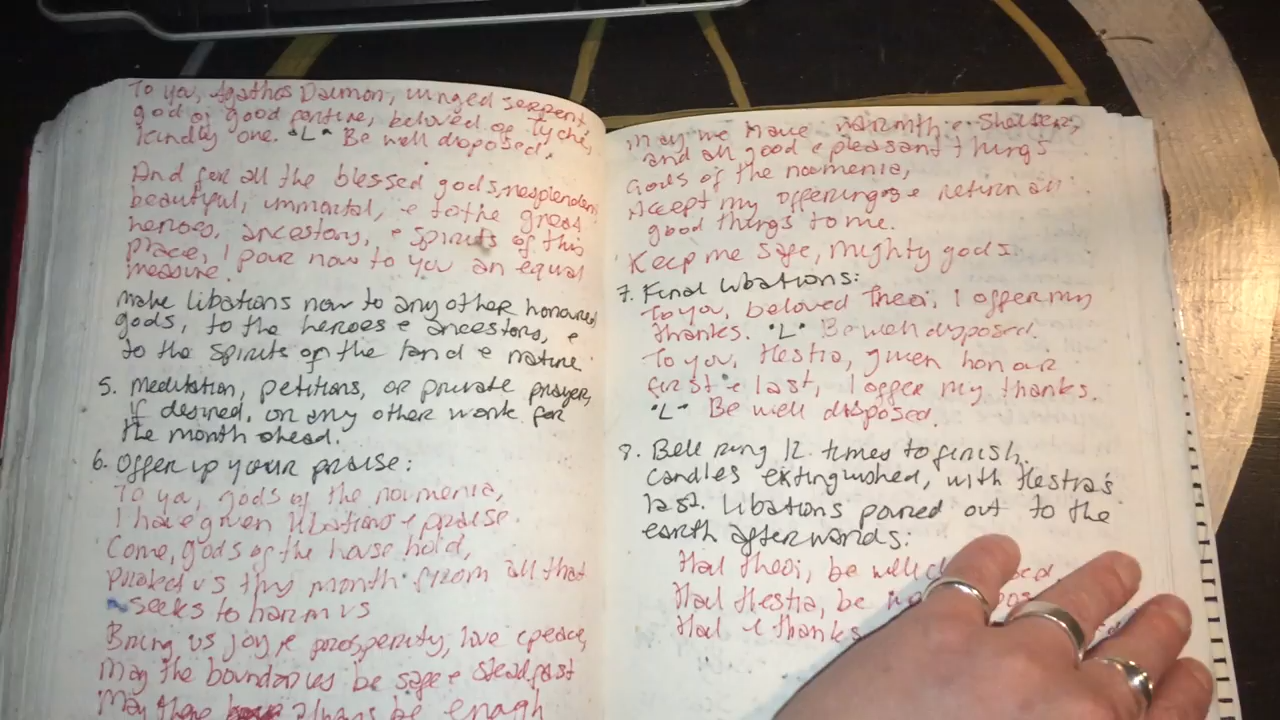 To you, Agathos Daimon, winged serpent
god of good fortune, beloved of Tyche,
kindly one. "L" Be well disposed.
And for all the blessed gods, resplendent
beautiful, immortal, & to the great
heroes, ancestors, & spirits of this
place, I pour now to you an equal
measure.
Make libations now to any other honoured
gods, to the heroes & ancestors, &
to the spirits of the land & nature.
5. Meditation, petitions, or private prayer,
if desired, or any other work for
the month ahead.
6. Offer up your praise:
To you, gods of the noumenia,
I have given libations & praise.
Come, gods of the household,
protect us this month from all that
seeks to harm us
Bring us joy & prosperity, love & peace,
May the boundaries be safe & steadfast
May there always be enough
May we have warmth & shelter,
and all good & pleasant things
Gods of the noumenia,
Accept my offerings & return all
good things to me.
Keep me safe, mighty gods.
7. Final libations:
To you, beloved Theoi, I offer my
thanks. "L" Be well disposed.
To you, Hestia, given honour
first & last, I offer my thanks.
"L" Be well disposed.
8. Bell ring 12 times to finish.
Candles extinguished, with Hestia's
last. Libations poured out to the
earth afterwards:
Hail Theoi, be well
Hail Hestia, be
Hail & thanks